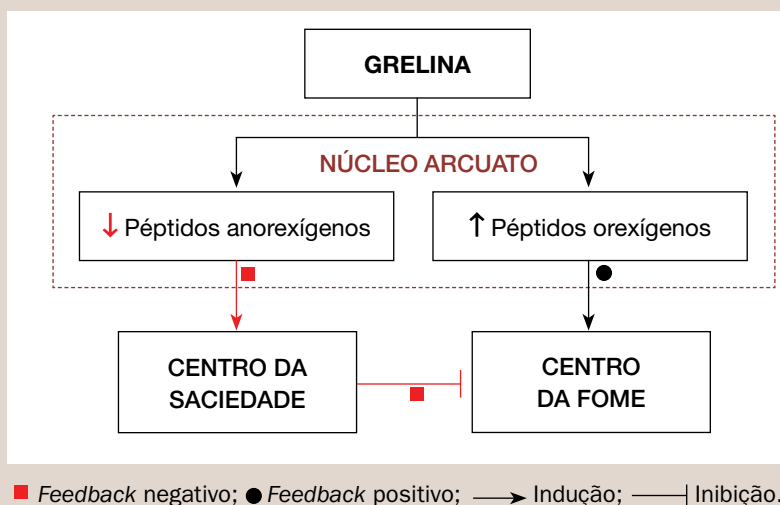 GRELINA
NÚCLEO ARCUATO
↓ Péptidos anorexígenos
↑ Péptidos orexígenos
CENTRO DA
SACIEDADE
CENTRO
DA FOME
Feedback negativo; Feedback positivo; Indução; Inibição.